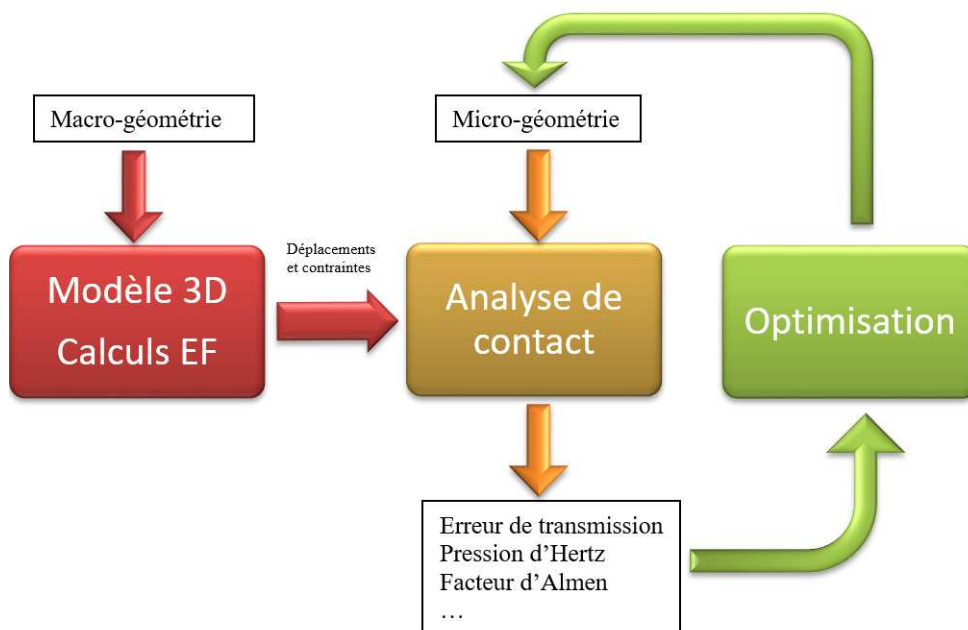 Macro-géométrie
Micro-géométrie
Modèle 3D
Calculs EF
Déplacements
et contraintes
Analyse de
contact
Optimisation
Erreur de transmission
Pression d'Hertz
Facteur d'Almen
…